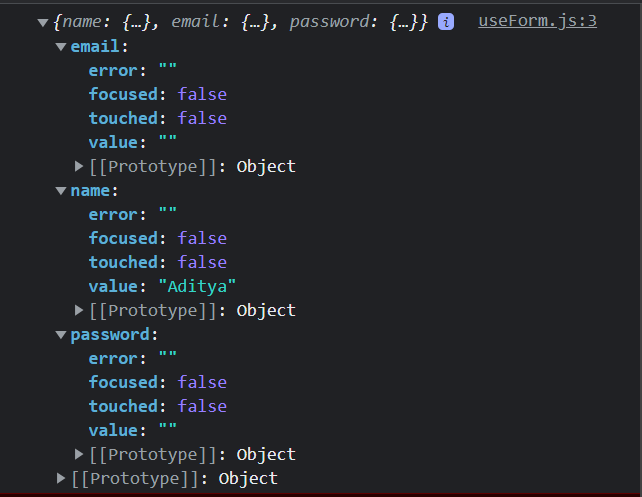 ▼ {name: {…}, email: {…}, password: {…}} i useForm.js:3
▼ email:
error: ""
focused: false
touched: false
value: ""
▶ [[Prototype]]: Object
▼ name:
error: ""
focused: false
touched: false
value: "Aditya"
▶ [[Prototype]]: Object
▼ password:
error: ""
focused: false
touched: false
value: ""
▶ [[Prototype]]: Object
▶ [[Prototype]]: Object